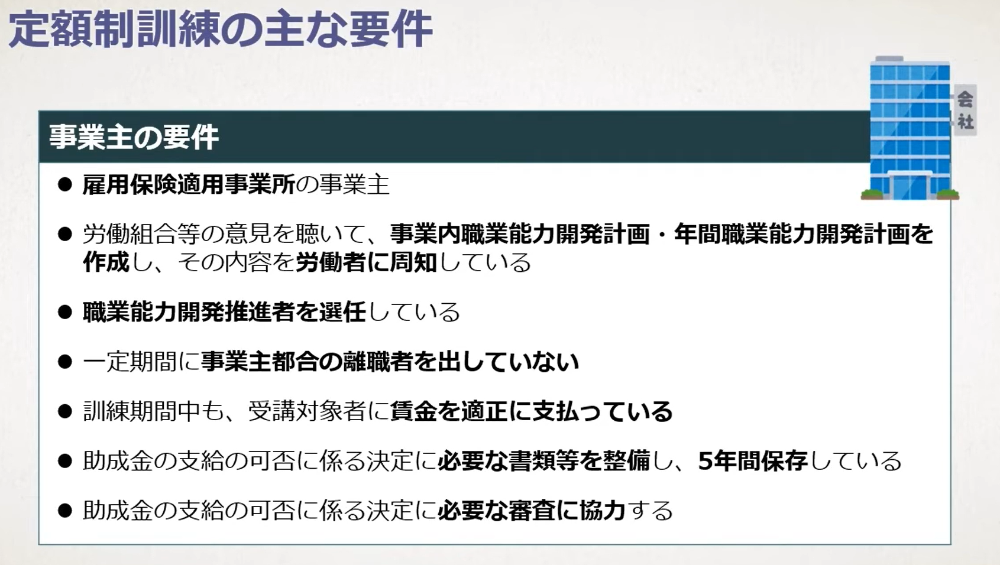 定額制訓練の主な要件
会社
事業主の要件
● 雇用保険適用事業所の事業主
● 労働組合等の意見を聴いて、事業内職業能力開発計画・年間職業能力開発計画を
作成し、その内容を労働者に周知している
● 職業能力開発推進者を選任している
● 一定期間に事業主都合の離職者を出していない
● 訓練期間中も、受講対象者に賃金を適正に支払っている
● 助成金の支給の可否に係る決定に必要な書類等を整備し、5年間保存している
● 助成金の支給の可否に係る決定に必要な審査に協力する